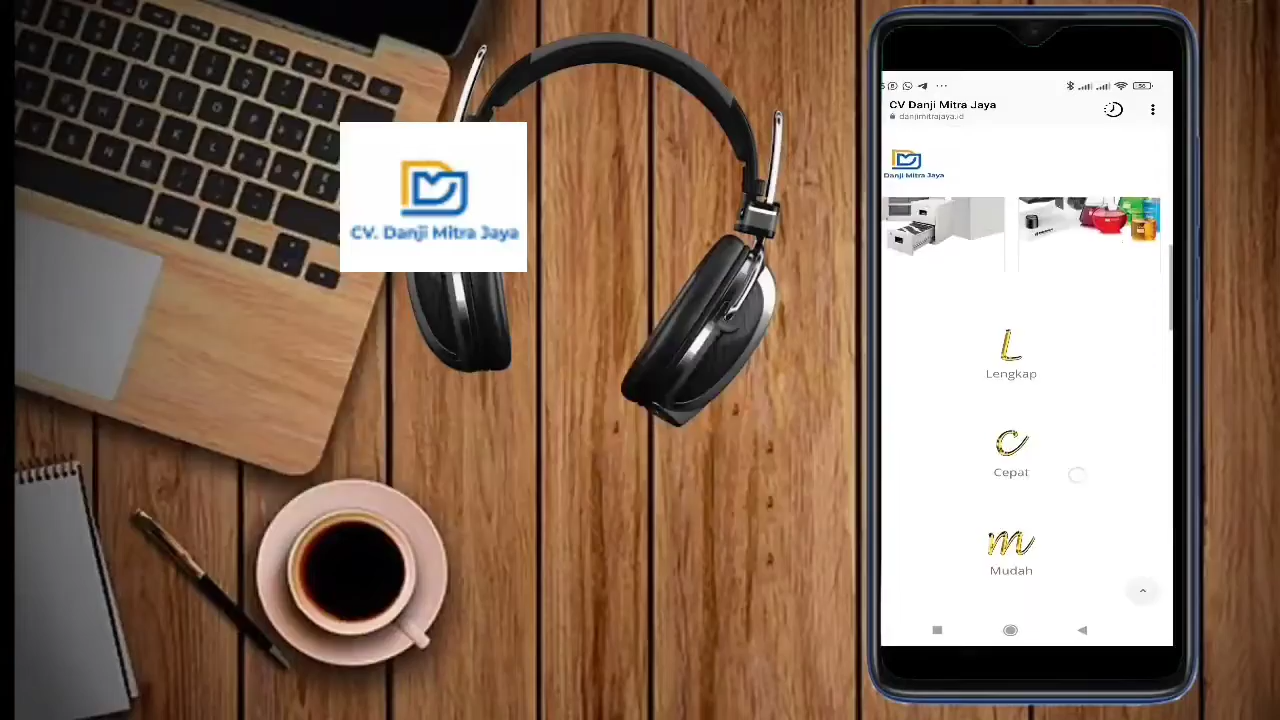 CV. Danji Mitra Jaya
CV Danji Mitra Jaya
danjimitrajaya.id
Danji Mitra Jaya
L
Lengkap
C
Cepat
m
Mudah